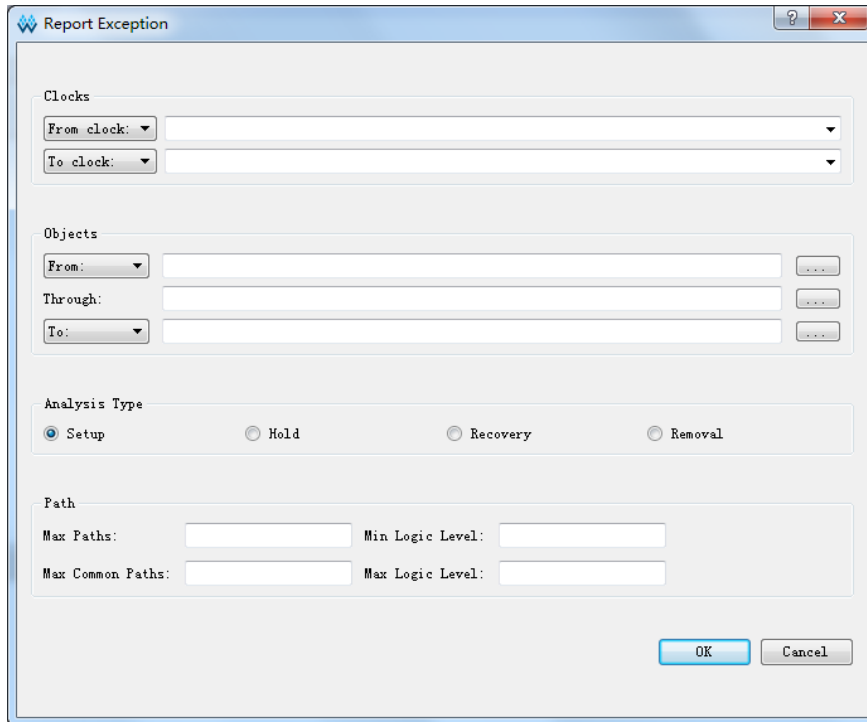 Report Exception
Clocks
From clock:
To clock:
Objects
From: ...
Through: ...
To: ...
Analysis Type
Setup Hold Recovery Removal
Path
Max Paths: Min Logic Level:
Max Common Paths: Max Logic Level:
OK Cancel